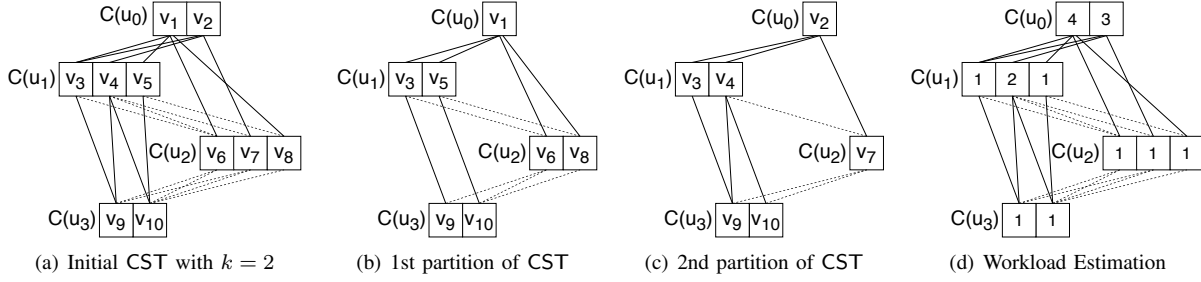 C(u0) v1 v2
C(u1) v3 v4 v5
C(u2) v6 v7 v8
C(u3) v9 v10
(a) Initial CST with k = 2
C(u0) v1
C(u1) v3 v5
C(u2) v6 v8
C(u3) v9 v10
(b) 1st partition of CST
C(u0) v2
C(u1) v3 v4
C(u2) v7
C(u3) v9 v10
(c) 2nd partition of CST
C(u0) 4 3
C(u1) 1 2 1
C(u2) 1 1 1
C(u3) 1 1
(d) Workload Estimation